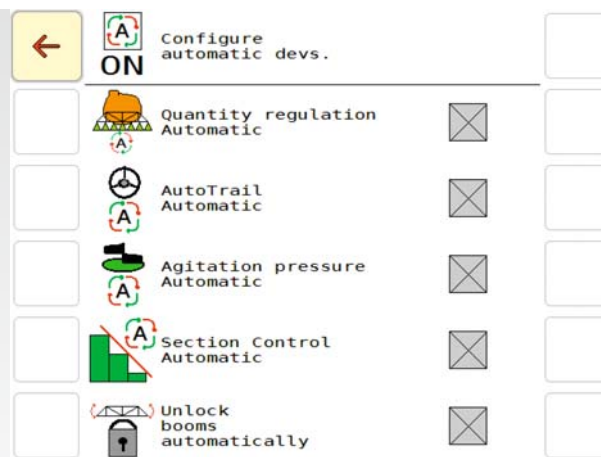 A
ON
Configure
automatic devs.
Quantity regulation
Automatic
A
AutoTrail
Automatic
A
Agitation pressure
Automatic
A
Section Control
Automatic
A
Unlock
booms
automatically